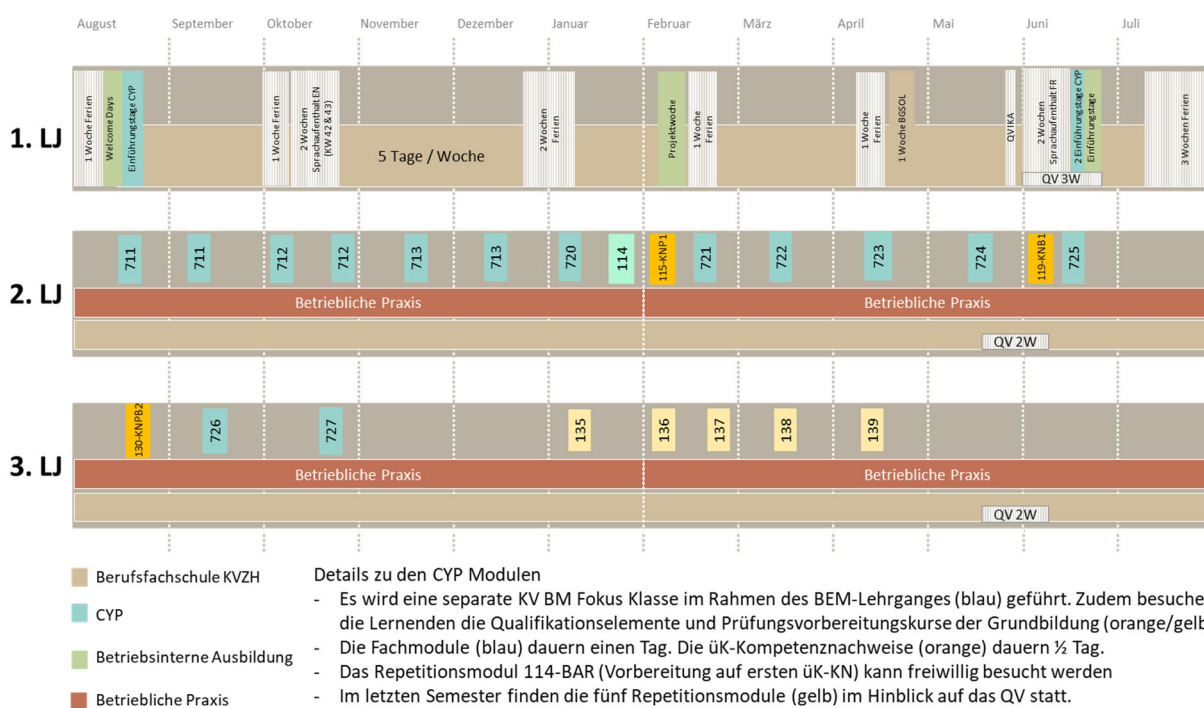 August September Oktober November Dezember Januar Februar März April Mai Juni Juli
1. LJ
1 Woche Ferien
Welcome Days
Einführungstage CYP
1 Woche Ferien
2 Wochen
Sprachaufenthalt EN
(KW 42 & 43)
5 Tage / Woche
2 Wochen
Ferien
Projektwoche
1 Woche
Ferien
1 Woche
Ferien
1 Woche BGSOL
QVIKA
2 Wochen
Sprachaufenthalt FR
2 Einführungstage CYP
Einführungstage
QV 3W
3 Wochen Ferien
2. LJ
711 711 712 712 713 713 720 114 115-KNP1 721 722 723 724 119-KNB1 725
Betriebliche Praxis Betriebliche Praxis
QV 2W
3. LJ
130-KNPB2 726 727 135 136 137 138 139
Betriebliche Praxis Betriebliche Praxis
QV 2W
Berufsfachschule KVZH
CYP
Betriebsinterne Ausbildung
Betriebliche Praxis
Details zu den CYP Modulen
- Es wird eine separate KV BM Fokus Klasse im Rahmen des BEM-Lehrganges (blau) geführt. Zudem besuche
die Lernenden die Qualifikationselemente und Prüfungsvorbereitungskurse der Grundbildung (orange/gelb
- Die Fachmodule (blau) dauern einen Tag. Die üK-Kompetenznachweise (orange) dauern ½ Tag.
- Das Repetitionsmodul 114-BAR (Vorbereitung auf ersten üK-KN) kann freiwillig besucht werden
- Im letzten Semester finden die fünf Repetitionsmodule (gelb) im Hinblick auf das QV statt.